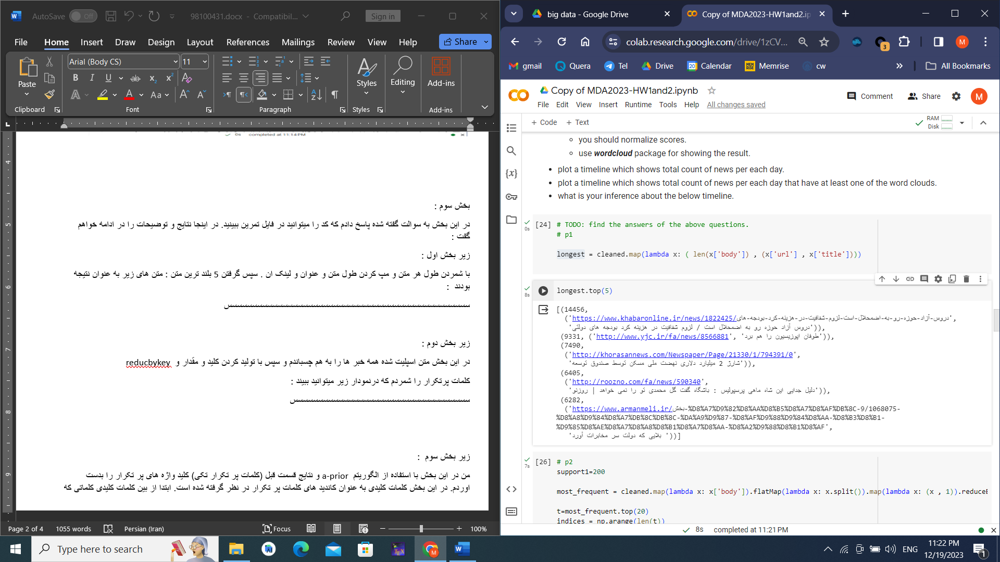 AutoSave Off 98100431.docx - Compatibil... Sign in
File Home Insert Draw Design Layout References Mailings Review View Help Share
Arial (Body CS) 11
Paste Styles Editing Add-ins
Clipboard Font Paragraph Styles Add-ins
0s completed at 11:14 PM
بخش سوم :
در این بخش به سوالت گفته شده پاسخ دادم که کد را میتوانید در فایل تمرین ببینید. در اینجا نتایج و توضیحات را در ادامه خواهم
گفت :
زیر بخش اول :
با شمردن طول هر متن و مپ کردن طول متن و عنوان و لینک ان . سپس گرفتن 5 بلند ترین متن : متن های زیر به عنوان نتیجه
بودند :
زیر بخش دوم :
در این بخش متن اسپلیت شده همه خبر ها را به هم چسباندم و سپس با تولید کردن کلید و مقدار و reducbykey
کلمات پرتکرار را شمردم که درنمودار زیر میتوانید ببیند :
زیر بخش سوم :
من در این بخش با استفاده از الگوریتم a-prior و نتایج قسمت قبل (کلمات پر تکرار تکی) کلید واژه های پر تکرار را بدست
اوردم. در این بخش کلمات کلیدی به عنوان کاندید های کلمات پر تکرار در نظر گرفته شده است. ابتدا از بین کلمات کلیدی کلماتی که
Page 2 of 4 1055 words Persian (Iran) Focus 100%
big data - Google Drive Copy of MDA2023-HW1and2.ip
colab.research.google.com/drive/1zCV... 3 M
gmail Quera Tel Drive Calendar Memrise cw All Bookmarks
Copy of MDA2023-HW1and2.ipynb Comment Share M
File Edit View Insert Runtime Tools Help All changes saved
+ Code + Text RAM
Disk
you should normalize scores.
use wordcloud package for showing the result.
plot a timeline which shows total count of news per each day.
plot a timeline which shows total count of news per each day that have at least one of the word clouds.
what is your inference about the below timeline.
0s [24] # TODO: find the answers of the above questions.
# p1
longest = cleaned.map(lambda x: ( len(x['body']) , (x['url'] , x['title'])))
8s longest.top(5)
[(14456,
('https://www.khabaronline.ir/news/1822425/دروس-آزاد-حوزه-رو-به-اضمحلال-است-لزوم-شفافیت-در-هزینه-کرد-بودجه-های',
'دروس آزاد حوزه رو به اضمحلال است / لزوم شفافیت در هزینه کرد بودجه های دولتی')),
(9331, ('http://www.yjc.ir/fa/news/8566881', 'طوفان اپوزیسیون را هم برد')),
(7490,
('http://khorasannews.com/Newspaper/Page/21330/1/794391/0',
'شارژ 2 میلیارد دلاری نهضت ملی مسکن توسط صندوق توسعه')),
(6405,
('http://roozno.com/fa/news/590340',
'دلیل جدایی این شاه ماهی پرسپولیس : باشگاه گفت گل محمدی تو را نمی خواهد | روزنو')),
(6282,
('https://www.armanmeli.ir/بخش-%D8%A7%D9%82%D8%AA%D8%B5%D8%A7%D8%AF%DB%8C-9/1068075-
%D8%A8%D9%84%D8%A7%DB%8C%DB%8C-%DA%A9%D9%87-%D8%AF%D9%88%D9%84%D8%AA-%D8%B3%D8%B1-
%D9%85%D8%AE%D8%A7%D8%A8%D8%B1%D8%A7%D8%AA-%D8%A2%D9%88%D8%B1%D8%AF',
'بلایی که دولت سر مخابرات آورد '))]
7s [26] # p2
support1=200
most_frequent = cleaned.map(lambda x: x['body']).flatMap(lambda x: x.split()).map(lambda x: (x , 1)).reduceB
t=most_frequent.top(20)
indices = np.arange(len(t))
8s completed at 11:21 PM
Type here to search ENG 11:22 PM
12/19/2023 1